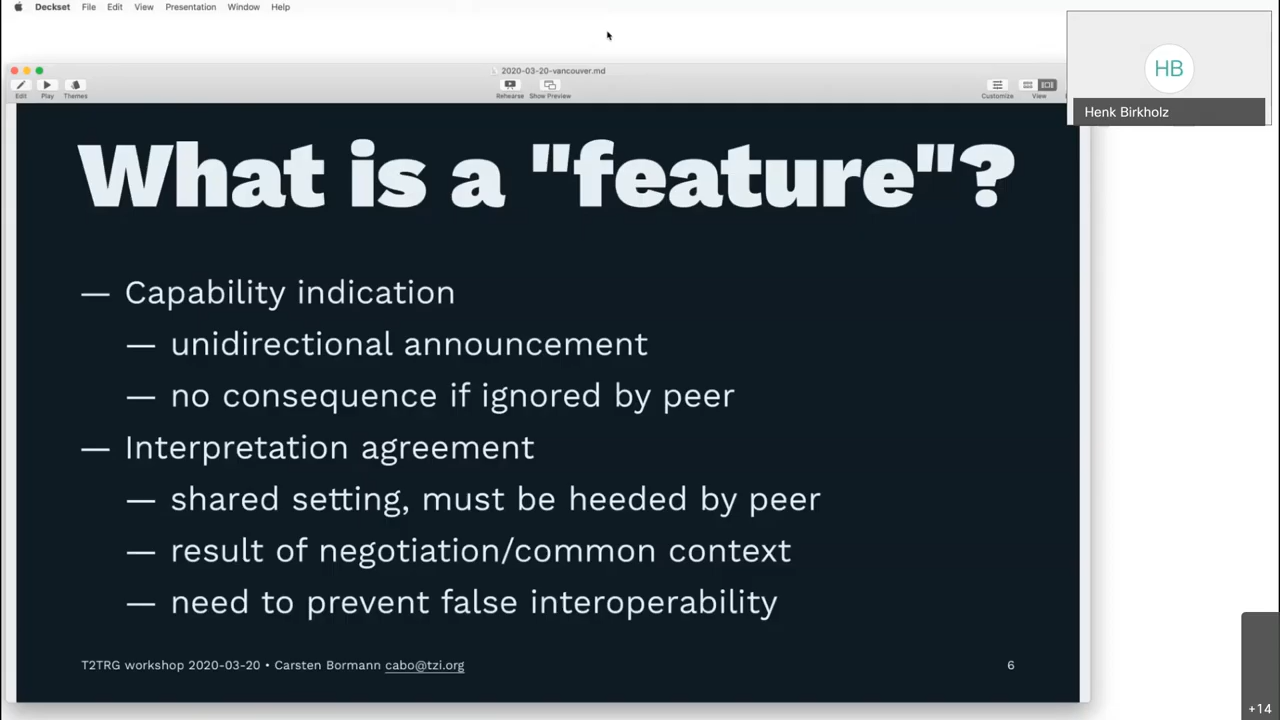 Deckset File Edit View Presentation Window Help
HB
Henk Birkholz
2020-03-20-vancouver.md
Edit Play Themes Rehearse Show Preview Customize View
What is a "feature"?
— Capability indication
— unidirectional announcement
— no consequence if ignored by peer
— Interpretation agreement
— shared setting, must be heeded by peer
— result of negotiation/common context
— need to prevent false interoperability
T2TRG workshop 2020-03-20 • Carsten Bormann cabo@tzi.org 6
+14